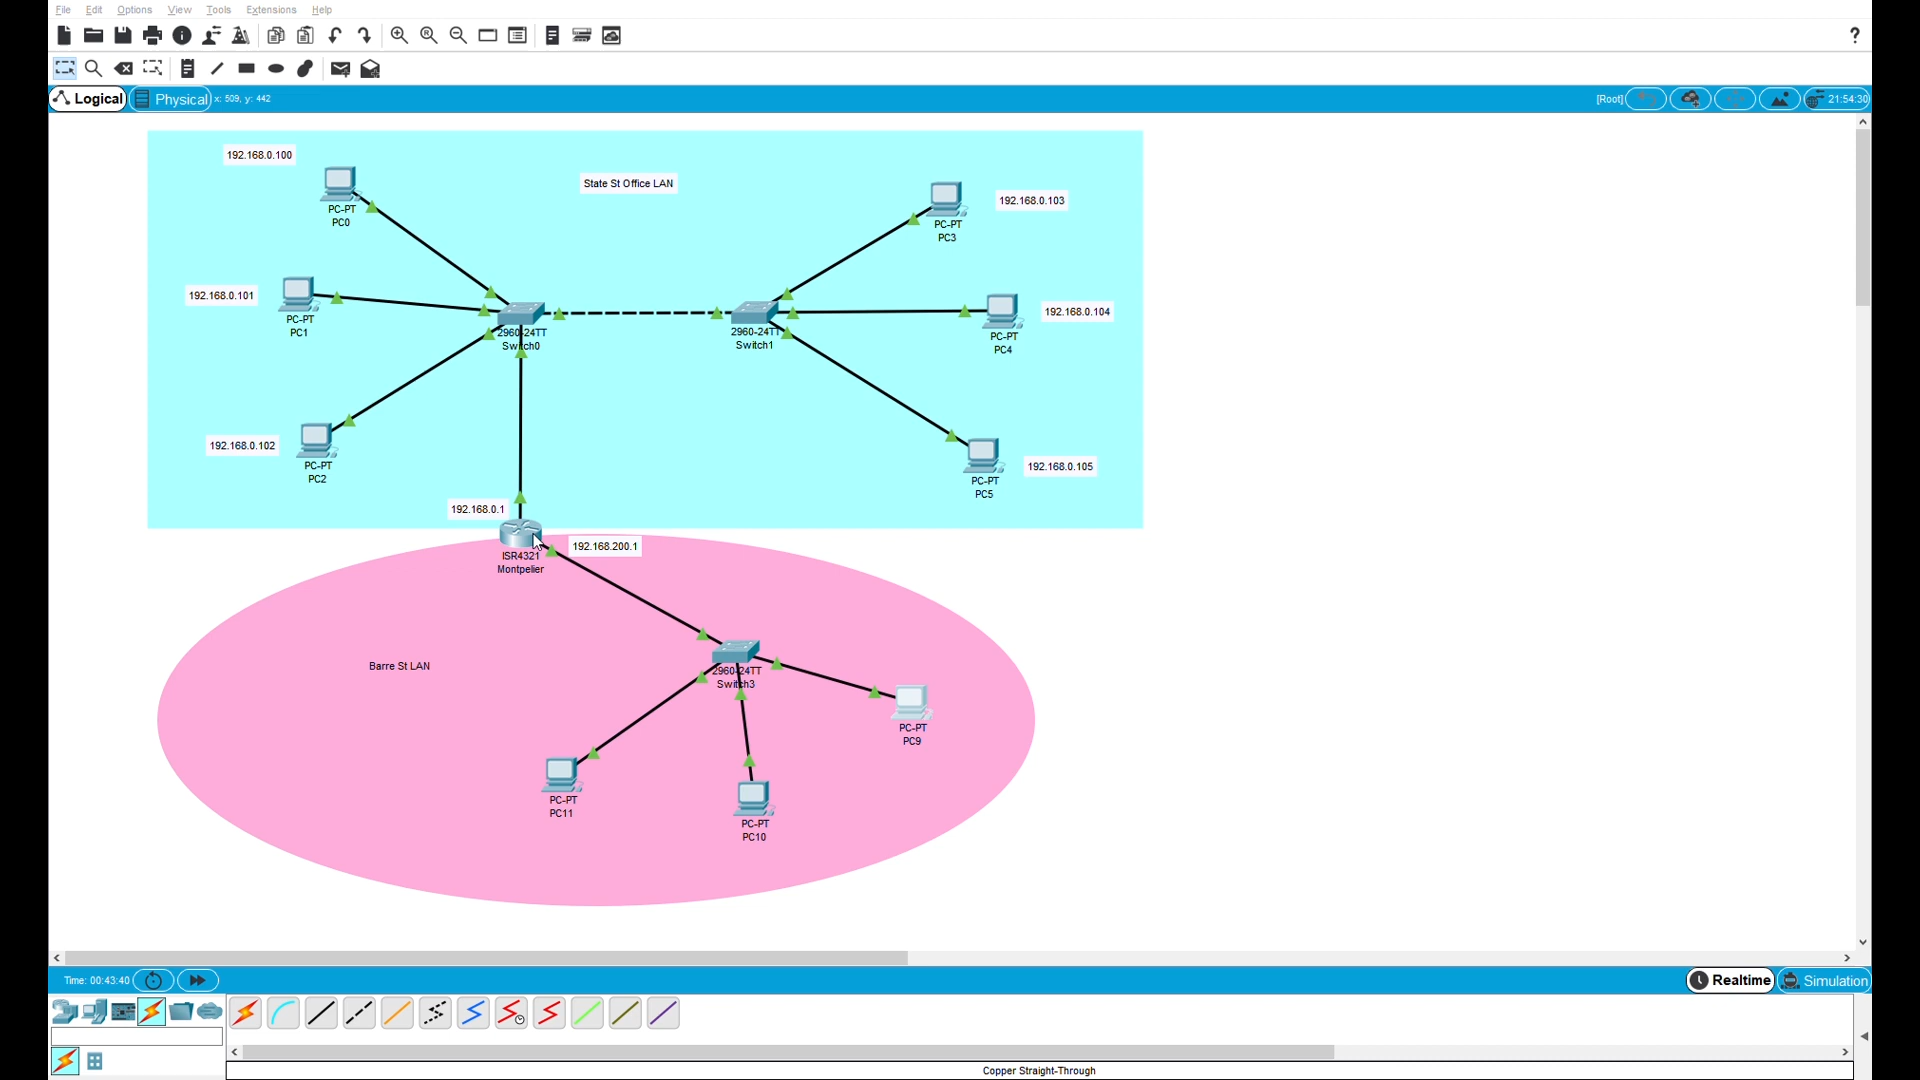 File Edit Options View Tools Extensions Help
?
Logical Physical x: 509, y: 442 [Root] 21:54:30
192.168.0.100
State St Office LAN
PC-PT
PC0
192.168.0.103
PC-PT
PC3
192.168.0.101
PC-PT
PC1
2960-24TT
Switch0
2960-24TT
Switch1
192.168.0.104
PC-PT
PC4
192.168.0.102
PC-PT
PC2
192.168.0.105
PC-PT
PC5
192.168.0.1
192.168.200.1
ISR4321
Montpelier
Barre St LAN
2960-24TT
Switch3
PC-PT
PC9
PC-PT
PC11
PC-PT
PC10
Time: 00:43:40 Realtime Simulation
Copper Straight-Through